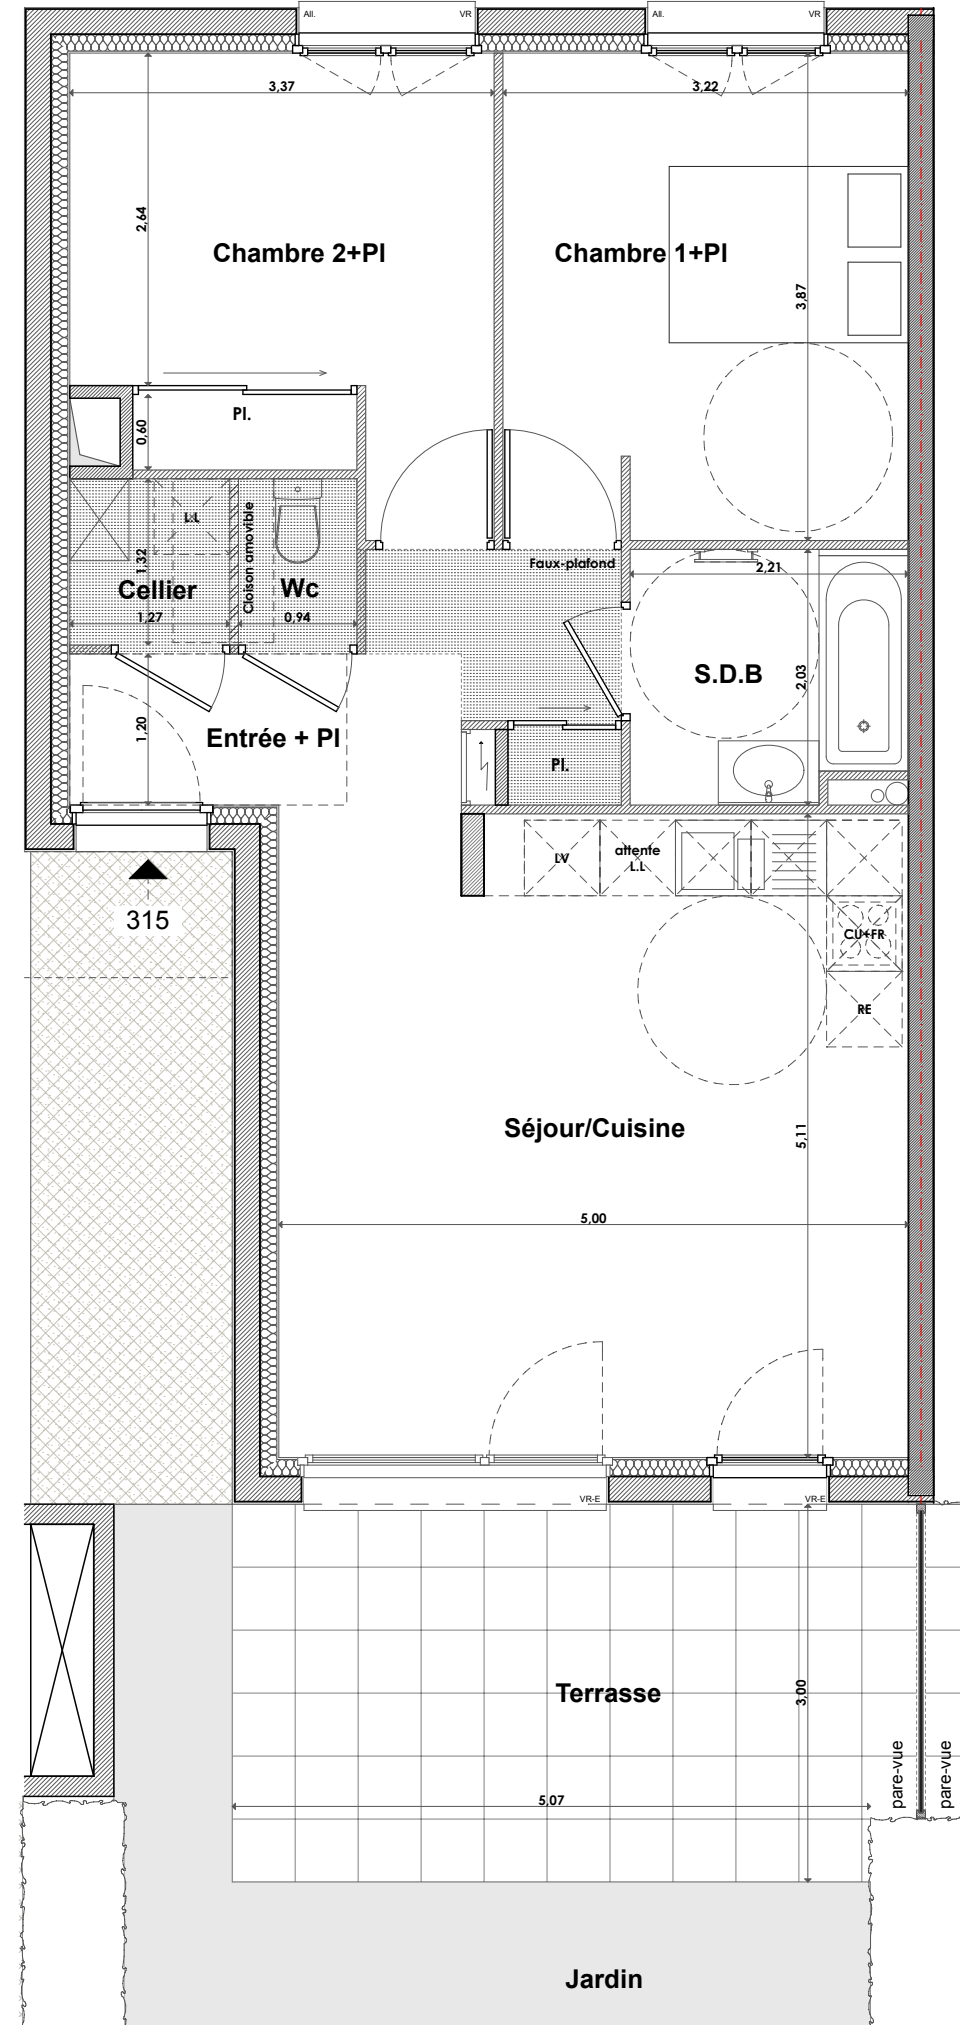 All.
VR
All.
VR
3,37
3,22
2,64
Chambre 2+Pl
Chambre 1+Pl
3,87
Pl.
0,60
L.L
Cloison amovible
1,32
Cellier
Wc
1,27
0,94
Faux-plafond
2,21
S.D.B
2,03
1,20
Entrée + Pl
Pl.
LV
attente
L.L
315
CU+FR
RE
Séjour/Cuisine
5,11
5,00
VR-E
VR-E
Terrasse
3,00
pare-vue
pare-vue
5,07
Jardin